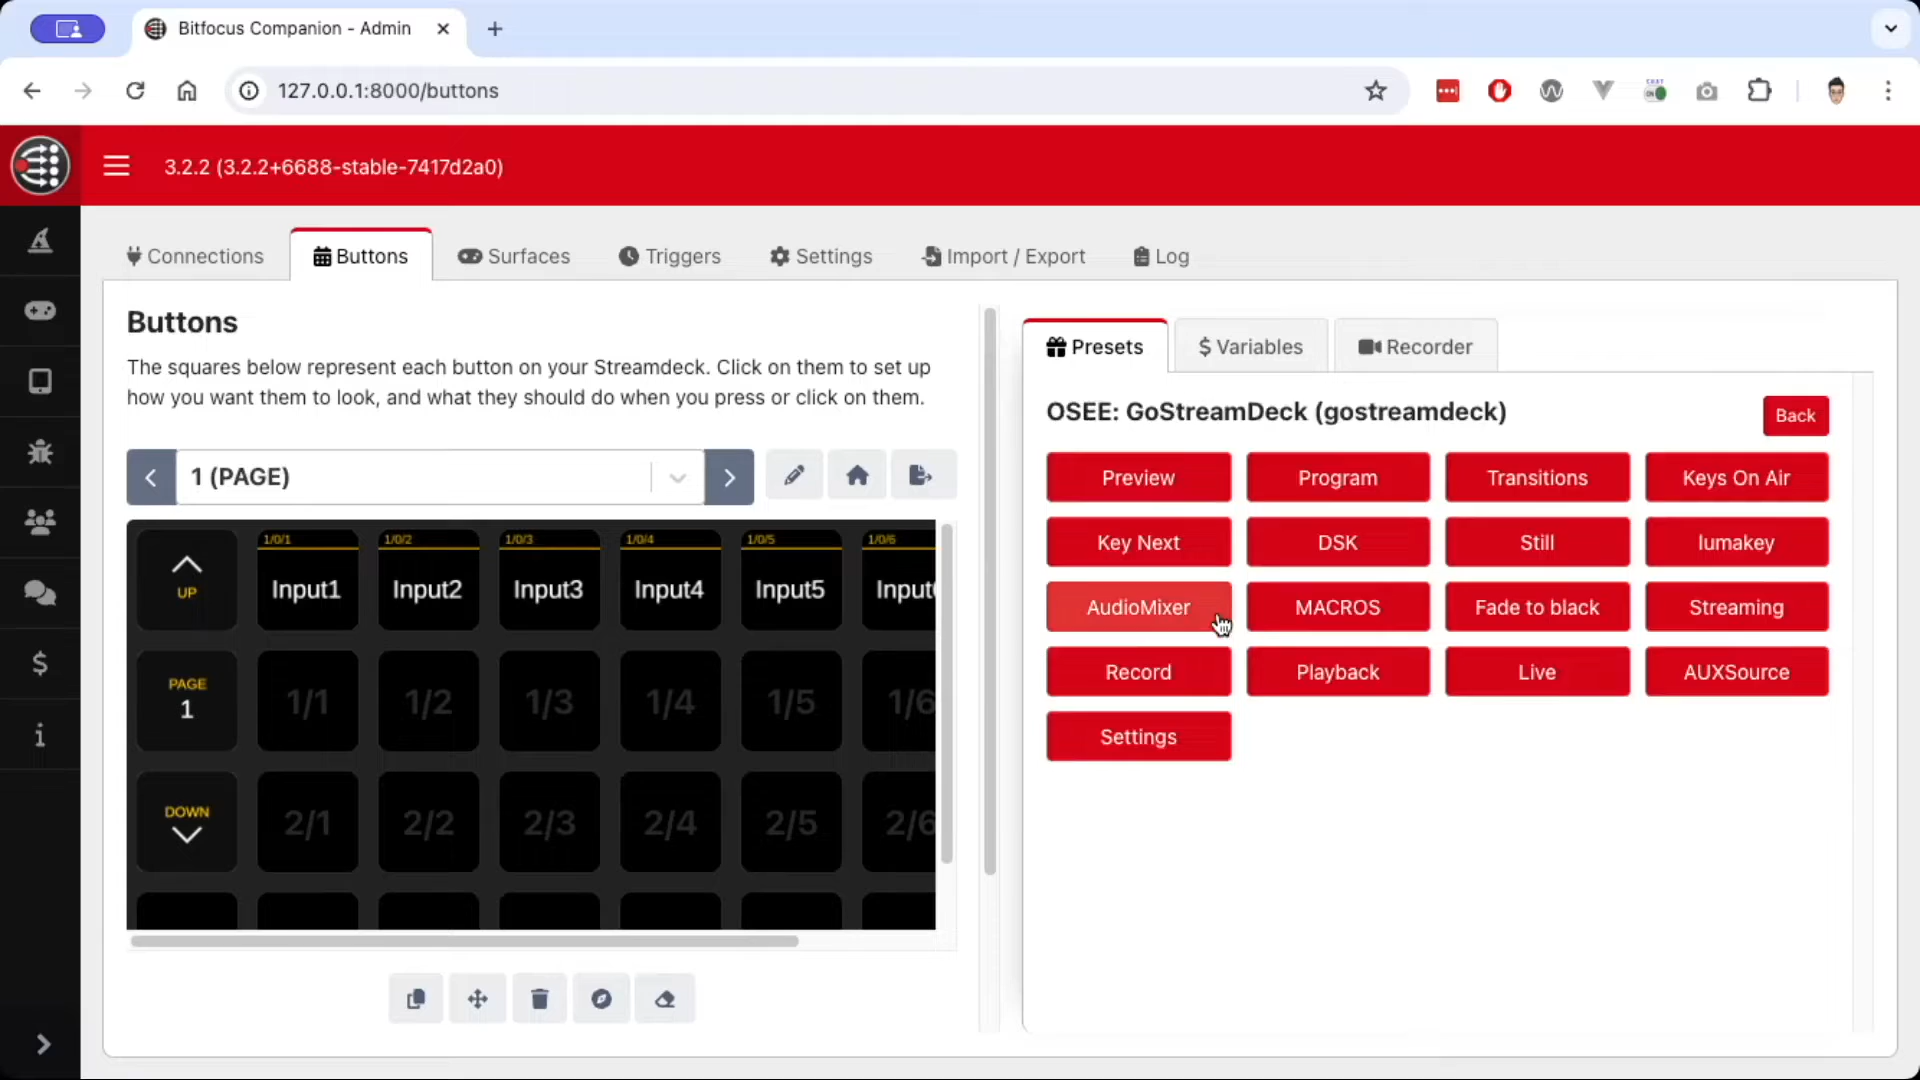 Bitfocus Companion - Admin
127.0.0.1:8000/buttons
3.2.2 (3.2.2+6688-stable-7417d2a0)
Connections
Buttons
Surfaces
Triggers
Settings
Import / Export
Log
Buttons
The squares below represent each button on your Streamdeck. Click on them to set up
how you want them to look, and what they should do when you press or click on them.
1 (PAGE)
UP
1/0/1
Input1
1/0/2
Input2
1/0/3
Input3
1/0/4
Input4
1/0/5
Input5
1/0/6
Input
PAGE
1
1/1
1/2
1/3
1/4
1/5
1/6
DOWN
2/1
2/2
2/3
2/4
2/5
2/6
Presets
$ Variables
Recorder
OSEE: GoStreamDeck (gostreamdeck)
Back
Preview
Program
Transitions
Keys On Air
Key Next
DSK
Still
lumakey
AudioMixer
MACROS
Fade to black
Streaming
Record
Playback
Live
AUXSource
Settings